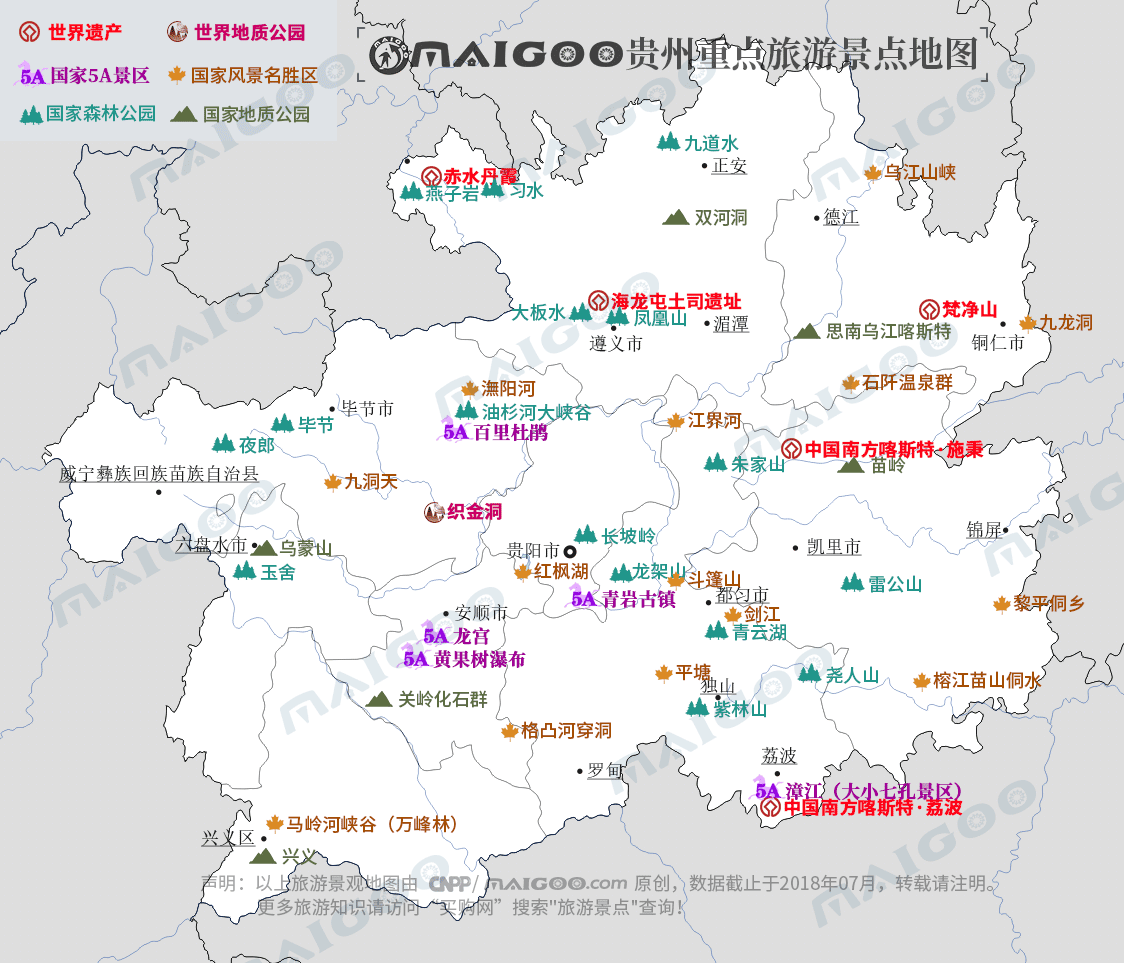 世界遗产
世界地质公园
5A 国家5A景区
国家风景名胜区
国家森林公园
国家地质公园
MAIGOO贵州重点旅游景点地图
九道水
正安
赤水丹霞
燕子岩
习水
乌江山峡
双河洞
德江
海龙屯土司遗址
大板水
凤凰山
湄潭
遵义市
梵净山
九龙洞
思南乌江喀斯特
铜仁市
潕阳河
石阡温泉群
毕节市
油杉河大峡谷
毕节
5A 百里杜鹃
江界河
夜郎
中国南方喀斯特·施秉
朱家山
苗岭
威宁彝族回族苗族自治县
九洞天
织金洞
锦屏
长坡岭
六盘水市
乌蒙山
贵阳市
凯里市
玉舍
红枫湖
龙架山
斗篷山
雷公山
5A 青岩古镇
都匀市
黎平侗乡
安顺市
剑江
5A 龙宫
青云湖
5A 黄果树瀑布
平塘
尧人山
独山
榕江苗山侗水
关岭化石群
紫林山
格凸河穿洞
荔波
罗甸
5A 漳江（大小七孔景区）
中国南方喀斯特·荔波
马岭河峡谷（万峰林）
兴义区
兴义
声明：以上旅游景观地图由 CNPP/MAIGOO.com 原创，数据截止于2018年07月，转载请注明。
更多旅游知识请访问“买购网”搜索"旅游景点"查询！